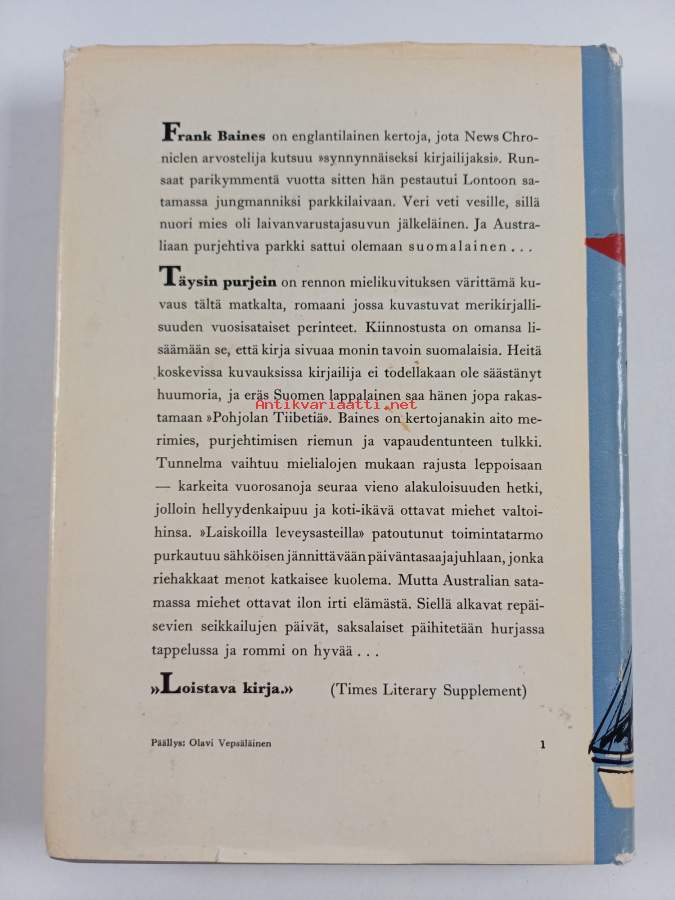 Frank Baines on englantilainen kertoja, jota News Chro-
niclen arvostelija kutsuu »synnynnäiseksi kirjailijaksi». Run-
saat parikymmentä vuotta sitten hän pestautui Lontoon sa-
tamassa jungmanniksi parkkilaivaan. Veri veti vesille, sillä
nuori mies oli laivanvarustajasuvun jälkeläinen. Ja Austra-
liaan purjehtiva parkki sattui olemaan suomalainen...
Täysin purjein on rennon mielikuvituksen värittämä ku-
vaus tältä matkalta, romaani jossa kuvastuvat merikirjalli-
suuden vuosisataiset perinteet. Kiinnostusta on omansa li-
säämään se, että kirja sivuaa monin tavoin suomalaisia. Heitä
koskevissa kuvauksissa kirjailija ei todellakaan ole säästänyt
huumoria, ja eräs Suomen lappalainen saa hänen jopa rakas-
Antikvariaatti.net
tamaan »Pohjolan Tiibetiä». Baines on kertojanakin aito me-
rimies, purjehtimisen riemun ja vapaudentunteen tulkki.
Tunnelma vaihtuu mielialojen mukaan rajusta leppoisaan
— karkeita vuorosanoja seuraa vieno alakuloisuuden hetki,
jolloin hellyydenkaipuu ja koti-ikävä ottavat miehet valtoi-
hinsa. »Laiskoilla leveysasteilla» patoutunut toimintatarmo
purkautuu sähköisen jännittävään päiväntasaajajuhlaan, jonka
riehakkaat menot katkaisee kuolema. Mutta Australian sata-
massa miehet ottavat ilon irti elämästä. Siellä alkavat repäi-
sevien seikkailujen päivät, saksalaiset päihitetään hurjassa
tappelussa ja rommi on hyvää...
»Loistava kirja.» (Times Literary Supplement)
Päällys: Olavi Vepsäläinen 1